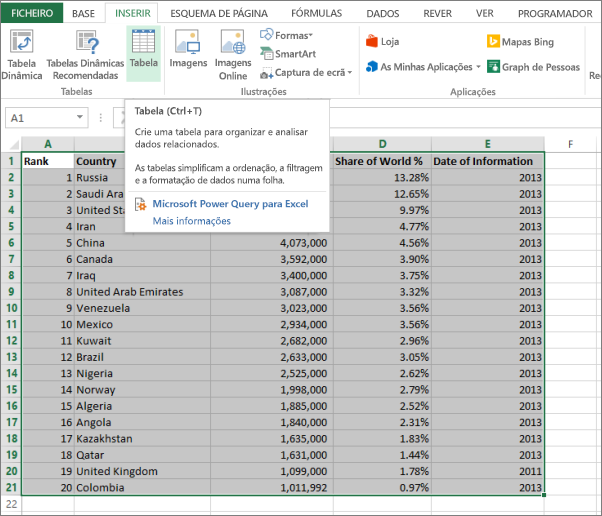 FICHEIRO BASE INSERIR ESQUEMA DE PÁGINA FÓRMULAS DADOS REVER VER PROGRAMADOR
Tabela Dinâmica
Tabelas Dinâmicas Recomendadas
Tabela
Tabelas
Imagens
Imagens Online
Formas
SmartArt
Captura de ecrã
Ilustrações
Loja
As Minhas Aplicações
Mapas Bing
Graph de Pessoas
Aplicações
A1
Tabela (Ctrl+T)
Crie uma tabela para organizar e analisar
dados relacionados.
As tabelas simplificam a ordenação, a filtragem
e a formatação de dados numa folha.
Microsoft Power Query para Excel
Mais informações
A D E F
1 Rank Country Share of World % Date of Information
2 1 Russia 13.28% 2013
3 2 Saudi Ara 12.65% 2013
4 3 United Sta 9.97% 2013
5 4 Iran 4.77% 2013
6 5 China 4,073,000 4.56% 2013
7 6 Canada 3,592,000 3.90% 2013
8 7 Iraq 3,400,000 3.75% 2013
9 8 United Arab Emirates 3,087,000 3.32% 2013
10 9 Venezuela 3,023,000 3.56% 2013
11 10 Mexico 2,934,000 3.56% 2013
12 11 Kuwait 2,682,000 2.96% 2013
13 12 Brazil 2,633,000 3.05% 2013
14 13 Nigeria 2,525,000 2.62% 2013
15 14 Norway 1,998,000 2.79% 2013
16 15 Algeria 1,885,000 2.52% 2013
17 16 Angola 1,840,000 2.31% 2013
18 17 Kazakhstan 1,635,000 1.83% 2013
19 18 Qatar 1,631,000 1.44% 2013
20 19 United Kingdom 1,099,000 1.78% 2011
21 20 Colombia 1,011,992 0.97% 2013
22